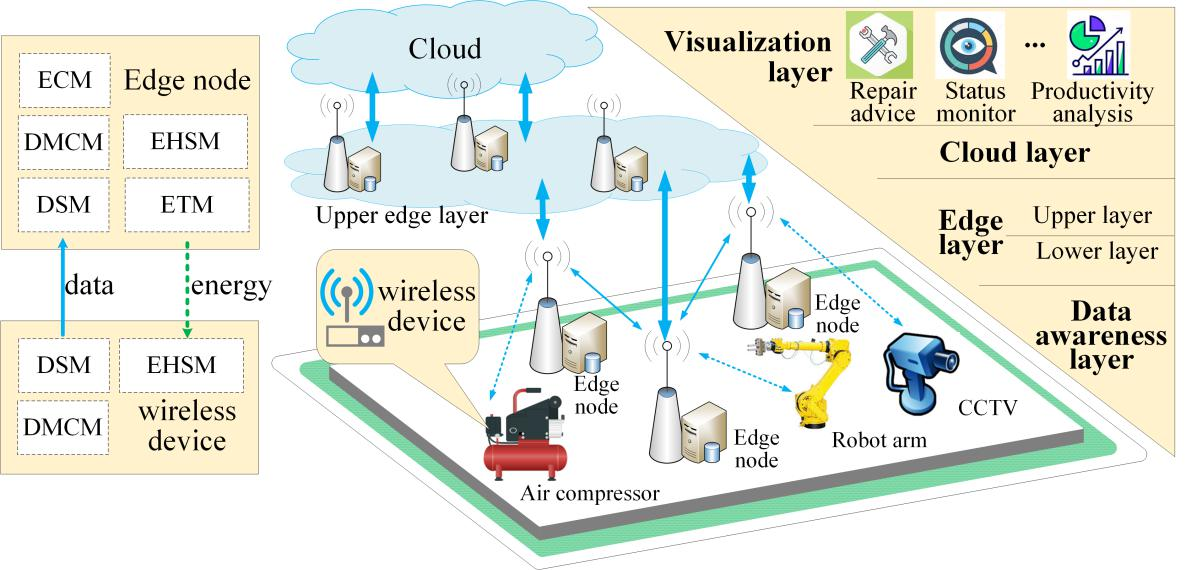 ECM
Edge node
DMCM
EHSM
DSM
ETM
data
energy
DSM
EHSM
DMCM
wireless
device
Cloud
Upper edge layer
wireless
device
Edge
node
Edge
node
Edge
node
Air compressor
Robot arm
CCTV
Visualization
layer
Repair
advice
Status
monitor
...
Productivity
analysis
Cloud layer
Edge
layer
Upper layer
Lower layer
Data
awareness
layer